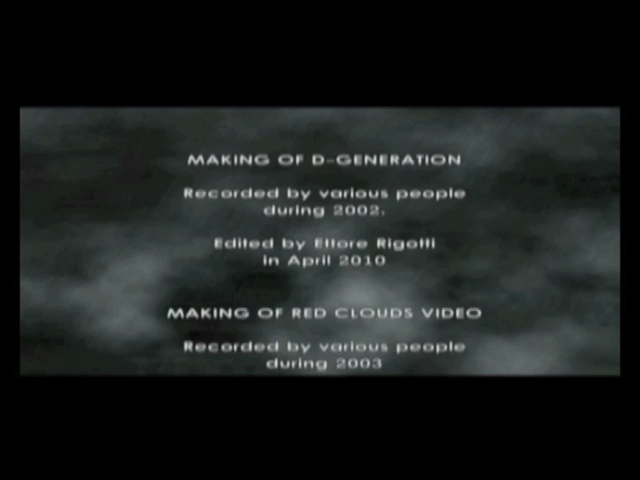 MAKING OF D-GENERATION
Recorded by various people
during 2002.
Edited by Ettore Rigotti
in April 2010
MAKING OF RED CLOUDS VIDEO
Recorded by various people
during 2003